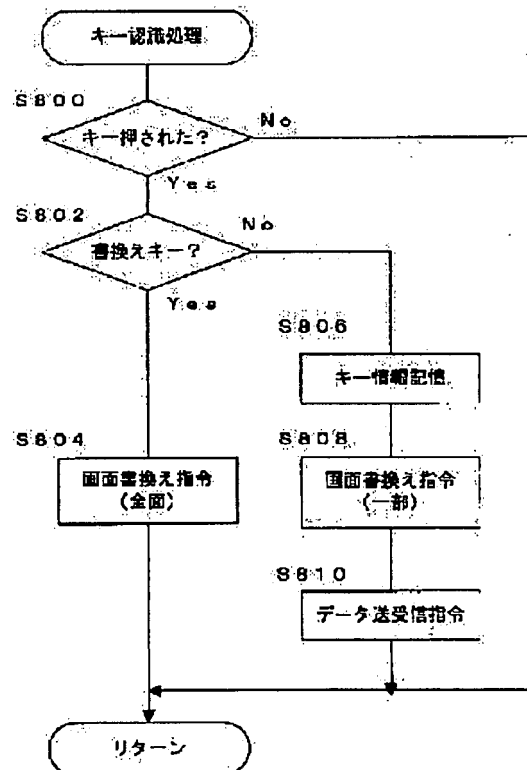 キー認識処理
S800
キー押された？
No
Yes
S802
書換えキー？
No
Yes
S806
キー情報記憶
S804
画面書換え指令
(全面)
S808
画面書換え指令
(一部)
S810
データ送受信指令
リターン